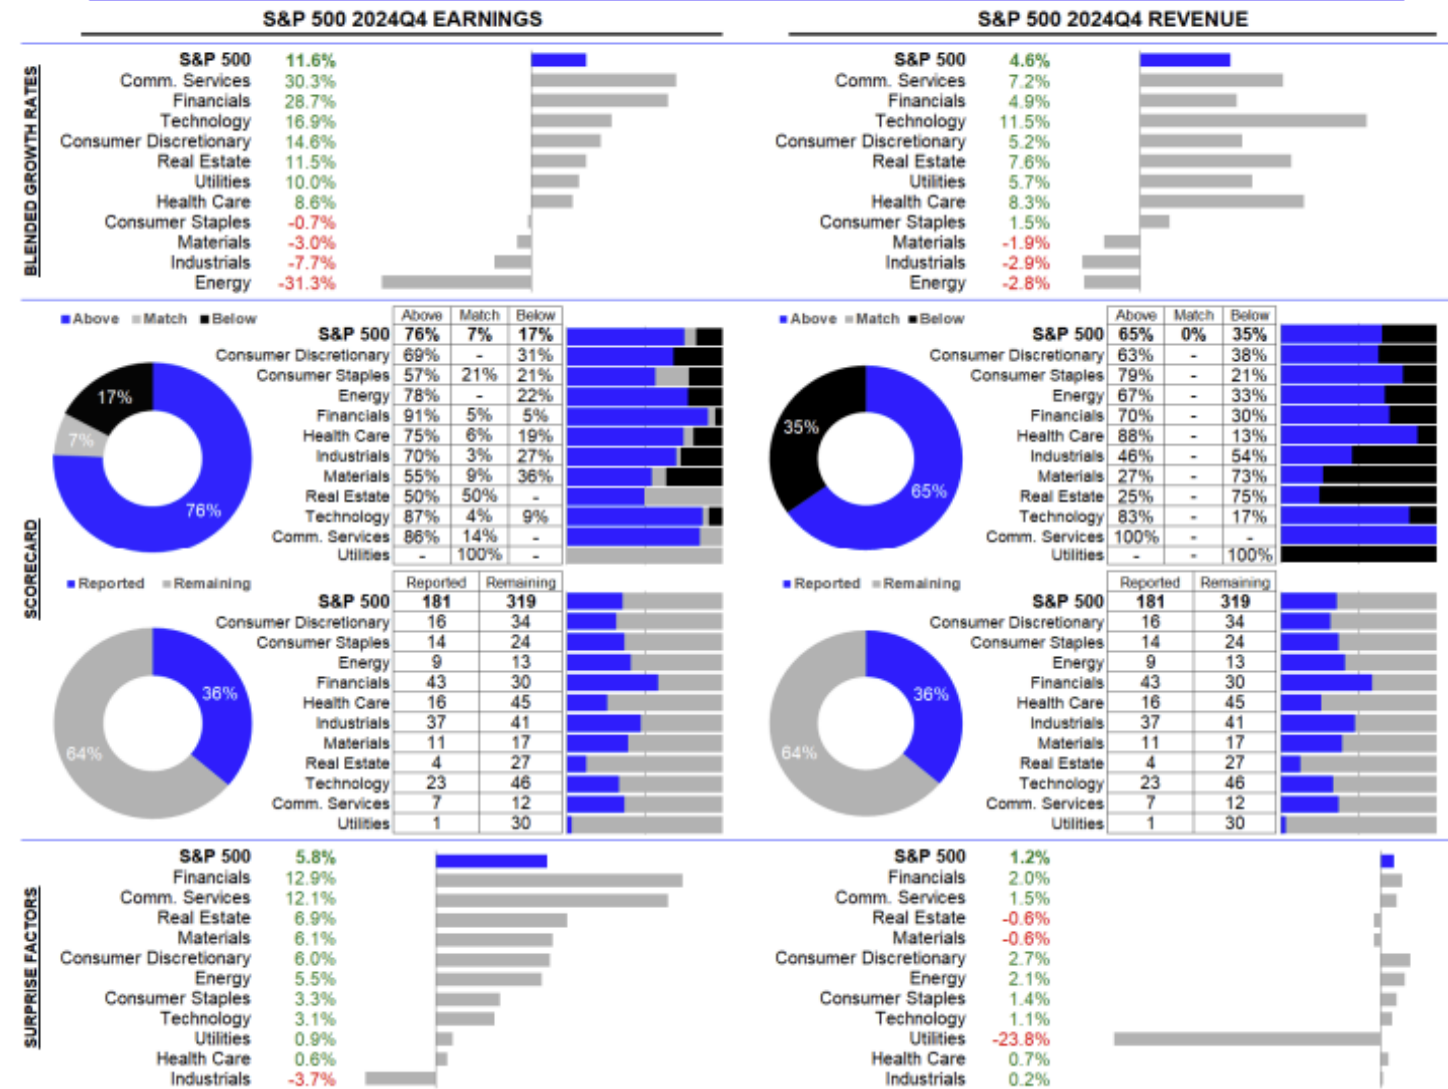 S&P 500 2024Q4 EARNINGS
S&P 500 2024Q4 REVENUE
BLENDED GROWTH RATES
S&P 500 11.6%
Comm. Services 30.3%
Financials 28.7%
Technology 16.9%
Consumer Discretionary 14.6%
Real Estate 11.5%
Utilities 10.0%
Health Care 8.6%
Consumer Staples -0.7%
Materials -3.0%
Industrials -7.7%
Energy -31.3%
S&P 500 4.6%
Comm. Services 7.2%
Financials 4.9%
Technology 11.5%
Consumer Discretionary 5.2%
Real Estate 7.6%
Utilities 5.7%
Health Care 8.3%
Consumer Staples 1.5%
Materials -1.9%
Industrials -2.9%
Energy -2.8%
SCORECARD
Above Match Below
17%
7%
76%
Above Match Below
S&P 500 76% 7% 17%
Consumer Discretionary 69% - 31%
Consumer Staples 57% 21% 21%
Energy 78% - 22%
Financials 91% 5% 5%
Health Care 75% 6% 19%
Industrials 70% 3% 27%
Materials 55% 9% 36%
Real Estate 50% 50% -
Technology 87% 4% 9%
Comm. Services 86% 14% -
Utilities - 100% -
Above Match Below
35%
65%
Above Match Below
S&P 500 65% 0% 35%
Consumer Discretionary 63% - 38%
Consumer Staples 79% - 21%
Energy 67% - 33%
Financials 70% - 30%
Health Care 88% - 13%
Industrials 46% - 54%
Materials 27% - 73%
Real Estate 25% - 75%
Technology 83% - 17%
Comm. Services 100% - -
Utilities - - 100%
Reported Remaining
36%
64%
Reported Remaining
S&P 500 181 319
Consumer Discretionary 16 34
Consumer Staples 14 24
Energy 9 13
Financials 43 30
Health Care 16 45
Industrials 37 41
Materials 11 17
Real Estate 4 27
Technology 23 46
Comm. Services 7 12
Utilities 1 30
Reported Remaining
36%
64%
Reported Remaining
S&P 500 181 319
Consumer Discretionary 16 34
Consumer Staples 14 24
Energy 9 13
Financials 43 30
Health Care 16 45
Industrials 37 41
Materials 11 17
Real Estate 4 27
Technology 23 46
Comm. Services 7 12
Utilities 1 30
SURPRISE FACTORS
S&P 500 5.8%
Financials 12.9%
Comm. Services 12.1%
Real Estate 6.9%
Materials 6.1%
Consumer Discretionary 6.0%
Energy 5.5%
Consumer Staples 3.3%
Technology 3.1%
Utilities 0.9%
Health Care 0.6%
Industrials -3.7%
S&P 500 1.2%
Financials 2.0%
Comm. Services 1.5%
Real Estate -0.6%
Materials -0.6%
Consumer Discretionary 2.7%
Energy 2.1%
Consumer Staples 1.4%
Technology 1.1%
Utilities -23.8%
Health Care 0.7%
Industrials 0.2%